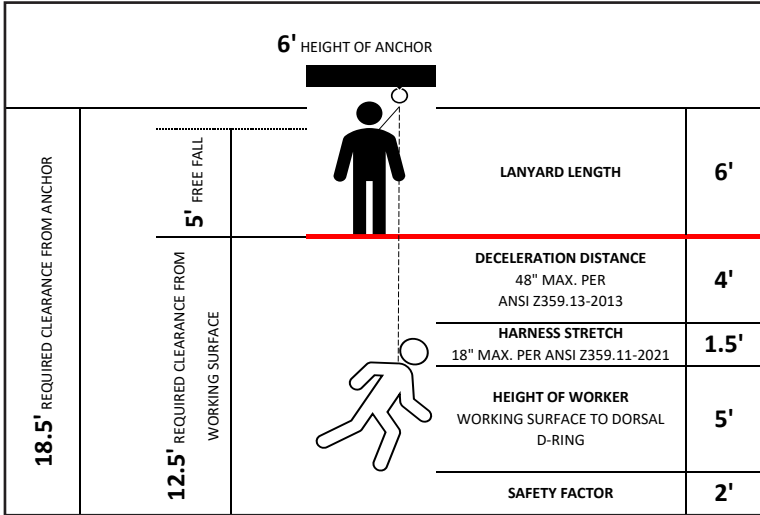 6' HEIGHT OF ANCHOR
18.5' REQUIRED CLEARANCE FROM ANCHOR
5' FREE FALL
12.5' REQUIRED CLEARANCE FROM
WORKING SURFACE
LANYARD LENGTH
6'
DECELERATION DISTANCE
48" MAX. PER
ANSI Z359.13-2013
4'
HARNESS STRETCH
18" MAX. PER ANSI Z359.11-2021
1.5'
HEIGHT OF WORKER
WORKING SURFACE TO DORSAL
D-RING
5'
SAFETY FACTOR
2'